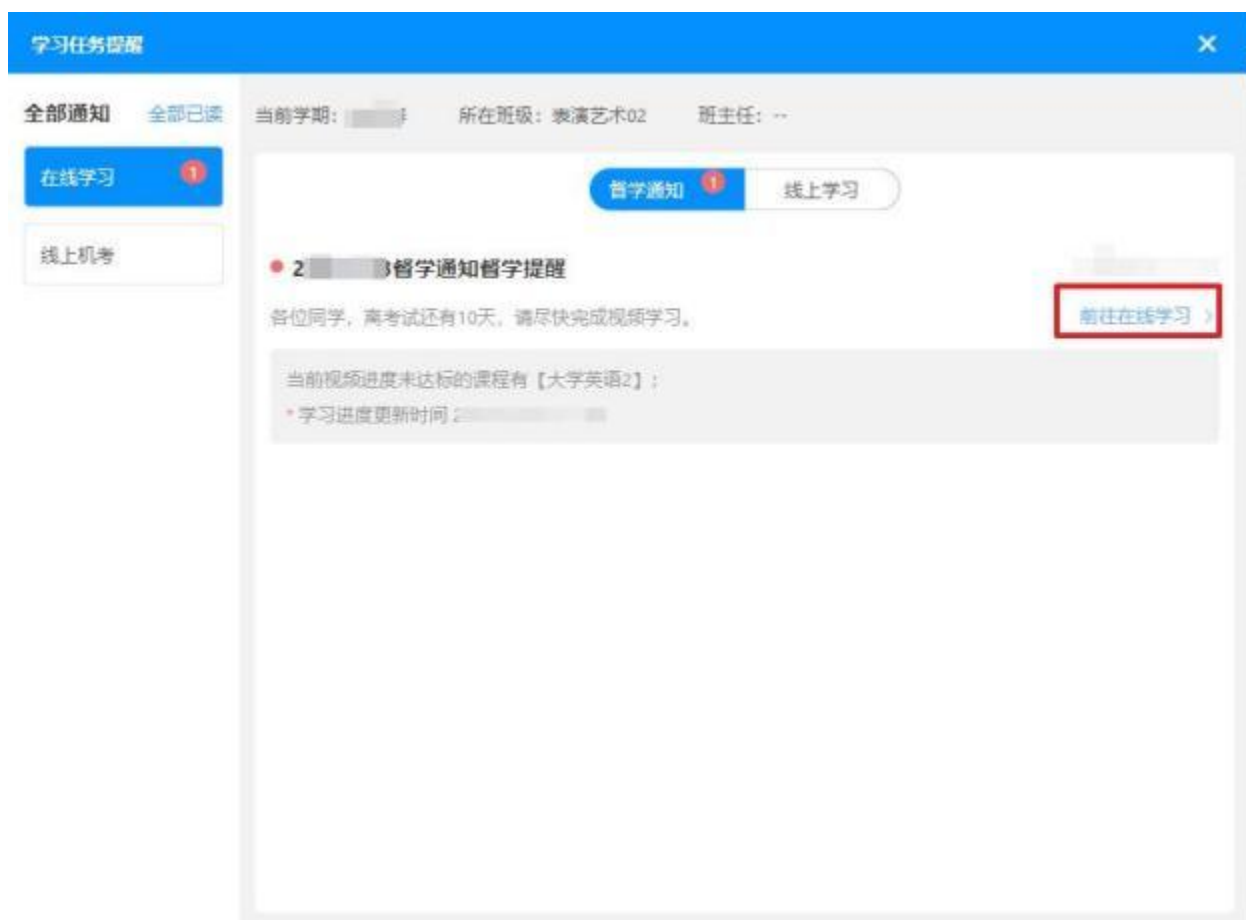 学习任务提醒
×
全部通知 全部已读
当前学期： 所在班级：表演艺术02 班主任：--
在线学习 1
督学通知 1 线上学习
线上机考
督学通知督学提醒
各位同学，离考试还有10天，请尽快完成视频学习。
前往在线学习 >
当前视频进度未达标的课程有【大学英语2】；
*学习进度更新时间